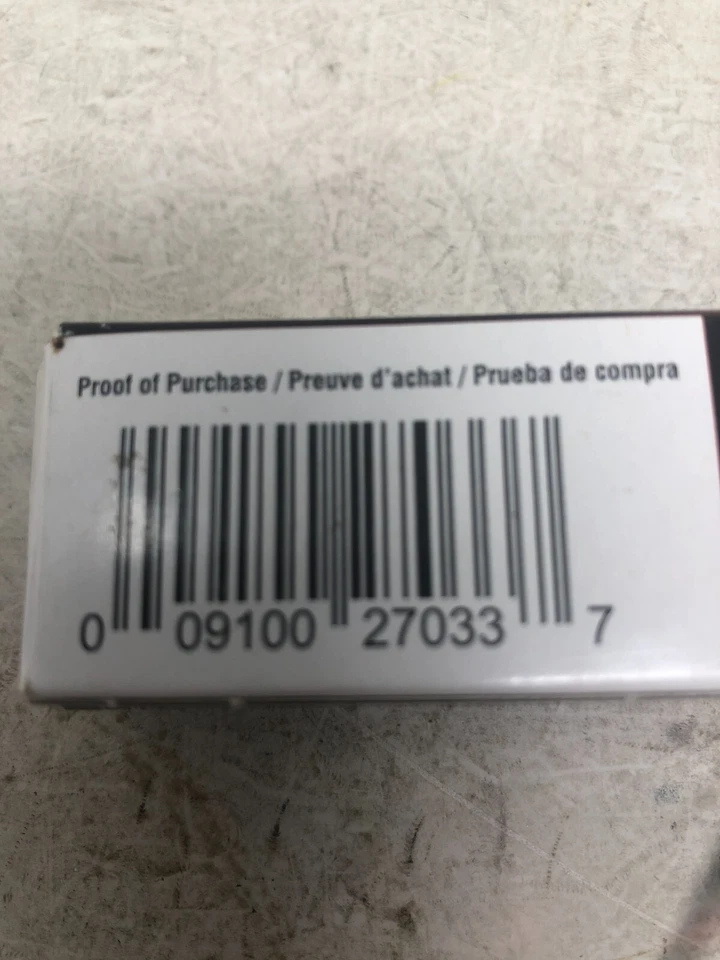 Proof of Purchase / Preuve d'achat / Prueba de compra
0 09100 27033 7